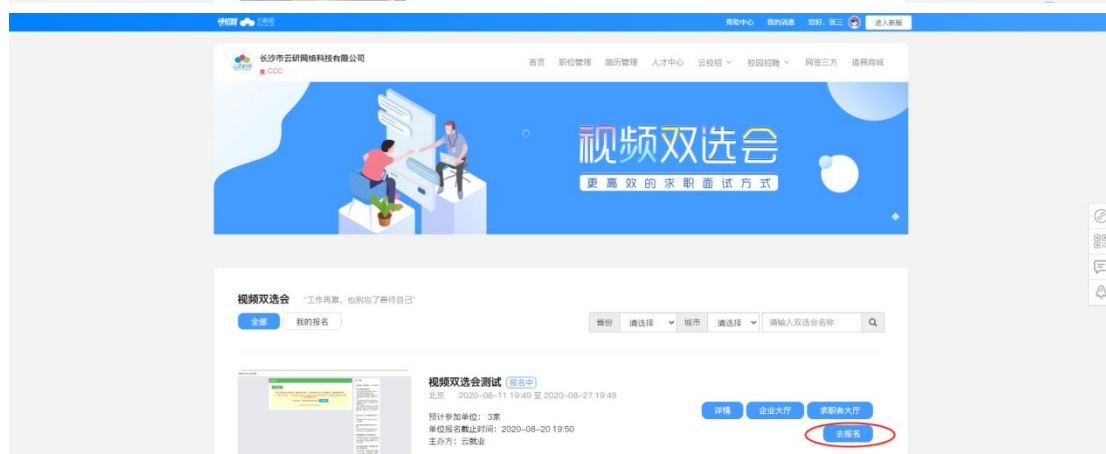 快招网 云就业 帮助中心 我的消息 您好，张三 进入新版
长沙市云研网络科技有限公司
CCC
首页 职位管理 简历管理 人才中心 云校招 校园招聘 网签三方 道具商城
视频双选会
更高效的求职面试方式
视频双选会 “工作再累，也别忘了善待自己”
全部 我的报名 省份 请选择 城市 请选择 请输入双选会名称
视频双选会测试 报名中
北京 2020-08-11 19:49 至 2020-08-27 19:49
预计参加单位： 3家
单位报名截止时间：2020-08-20 19:50
主办方：云就业
详情 企业大厅 求职者大厅
去报名